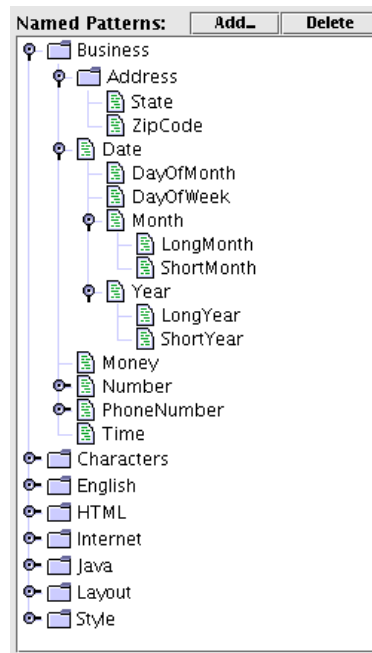 Named Patterns: Add... Delete
Business
Address
State
ZipCode
Date
DayOfMonth
DayOfWeek
Month
LongMonth
ShortMonth
Year
LongYear
ShortYear
Money
Number
PhoneNumber
Time
Characters
English
HTML
Internet
Java
Layout
Style